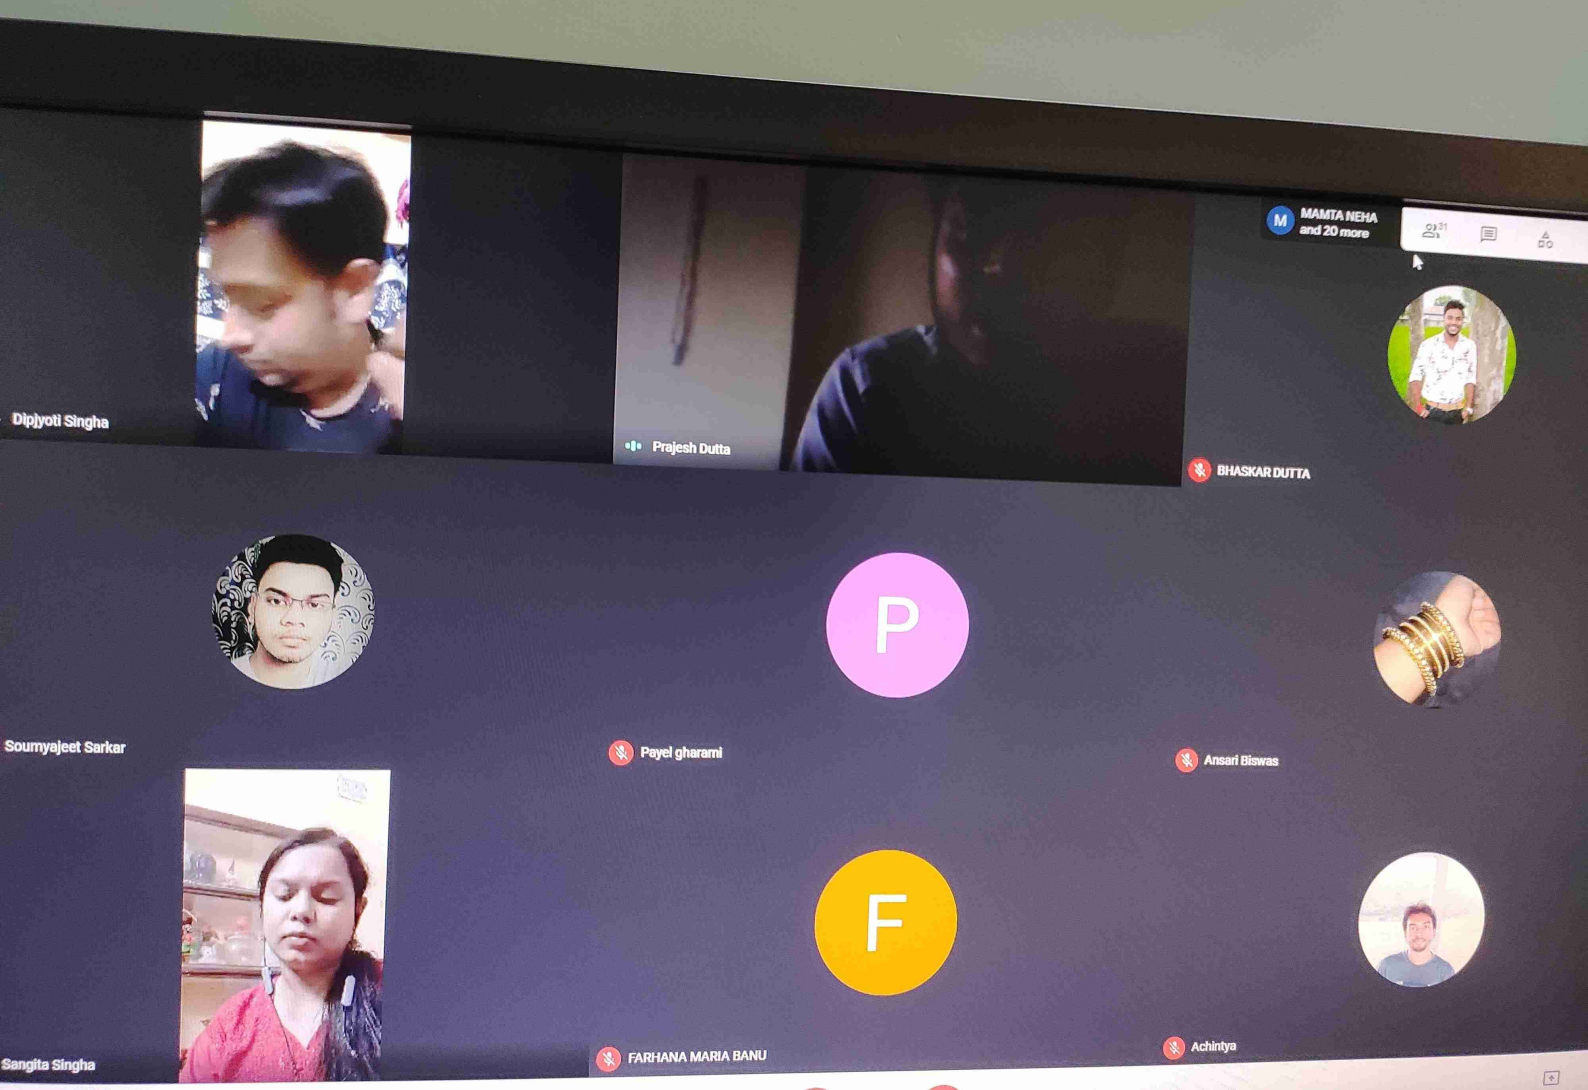 MAMTA NEHA
and 20 more
M
31
Dipjyoti Singha
Prajesh Dutta
BHASKAR DUTTA
P
Soumyajeet Sarkar
Payel gharami
Ansari Biswas
F
Sangita Singha
FARHANA MARIA BANU
Achintya